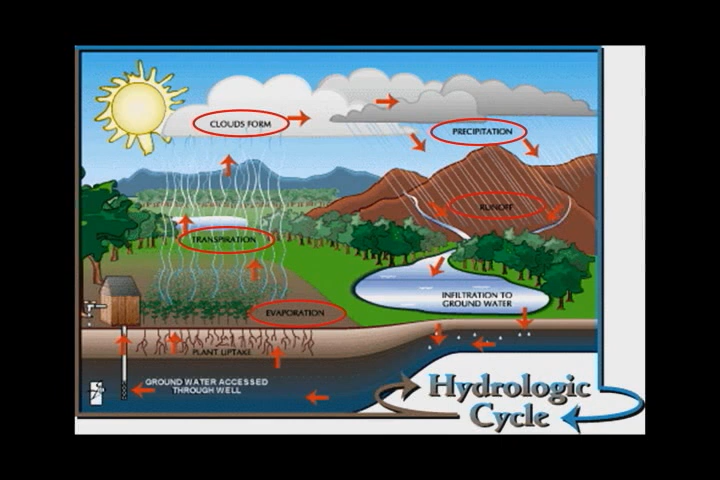 CLOUDS FORM
PRECIPITATION
RUNOFF
TRANSPIRATION
INFILTRATION TO
GROUND WATER
EVAPORATION
PLANT UPTAKE
GROUND WATER ACCESSED
THROUGH WELL
Hydrologic
Cycle